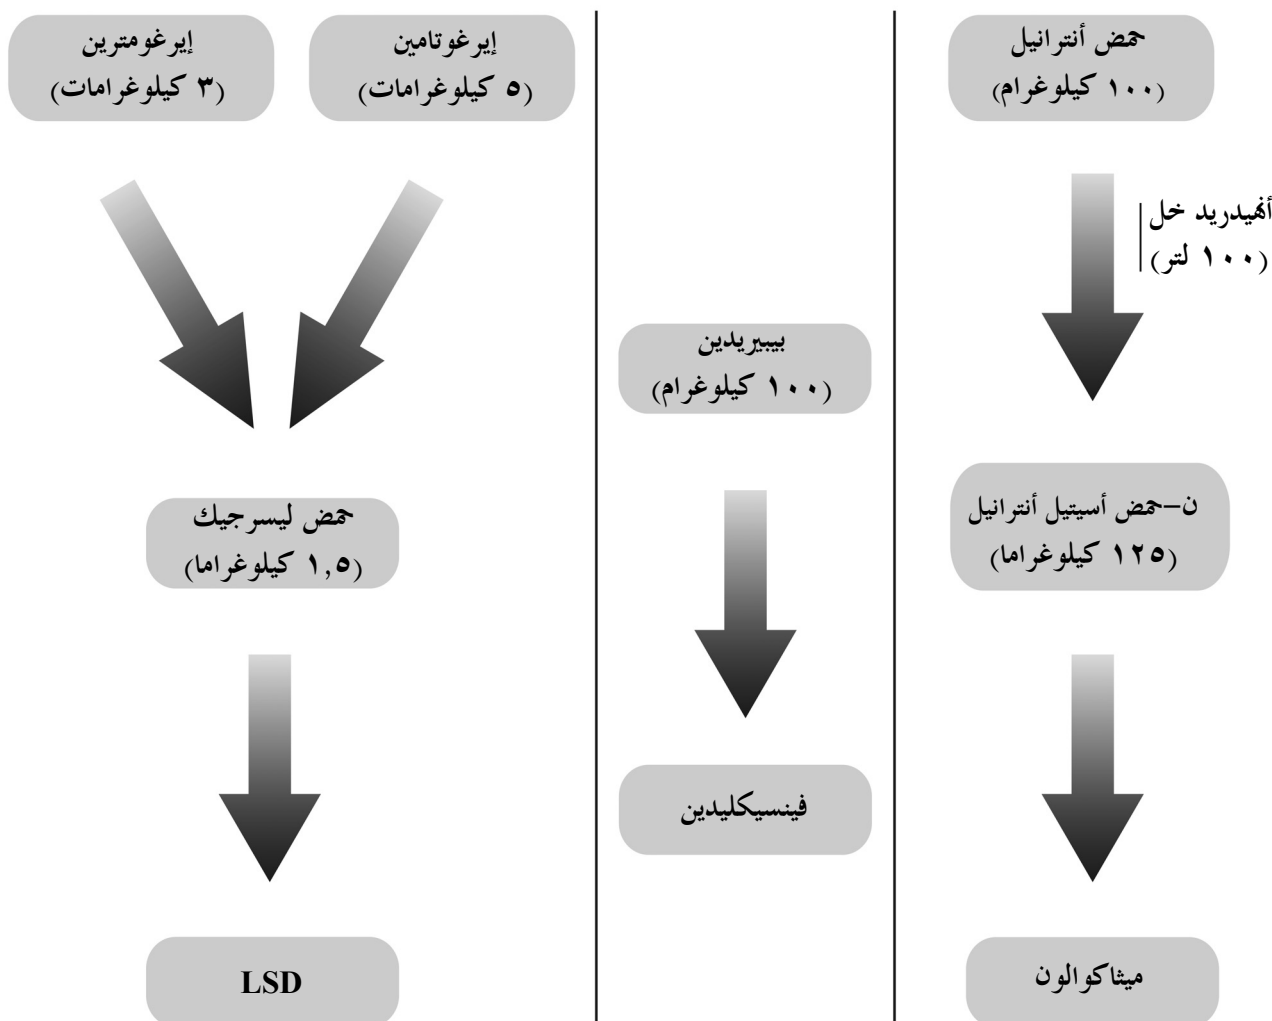 حمض أنترانيل
(١٠٠ كيلوغرام)
أنهيدريد خل
(١٠٠ لتر)
ن–حمض أسيتيل أنترانيل
(١٢٥ كيلوغراما)
ميثاكوالون
بيبيريدين
(١٠٠ كيلوغرام)
فينسيكليدين
إيرغوتامين
(٥ كيلوغرامات)
إيرغومترين
(٣ كيلوغرامات)
حمض ليسرجيك
(١,٥ كيلوغراما)
LSD